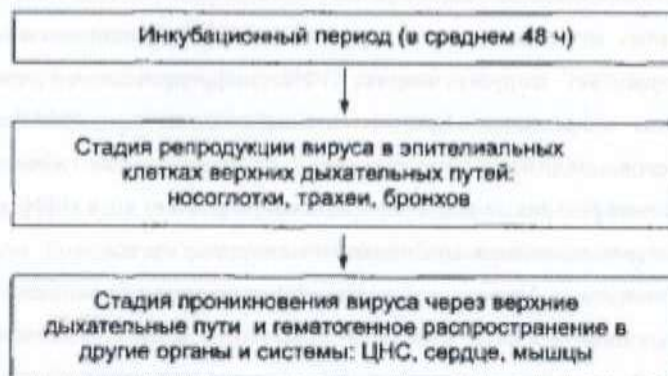 Инкубационный период (в среднем 48 ч)
Стадия репродукции вируса в эпителиальных
клетках верхних дыхательных путей:
носоглотки, трахеи, бронхов
Стадия проникновения вируса через верхние
дыхательные пути и гематогенное распространение в
другие органы и системы: ЦНС, сердце, мышцы